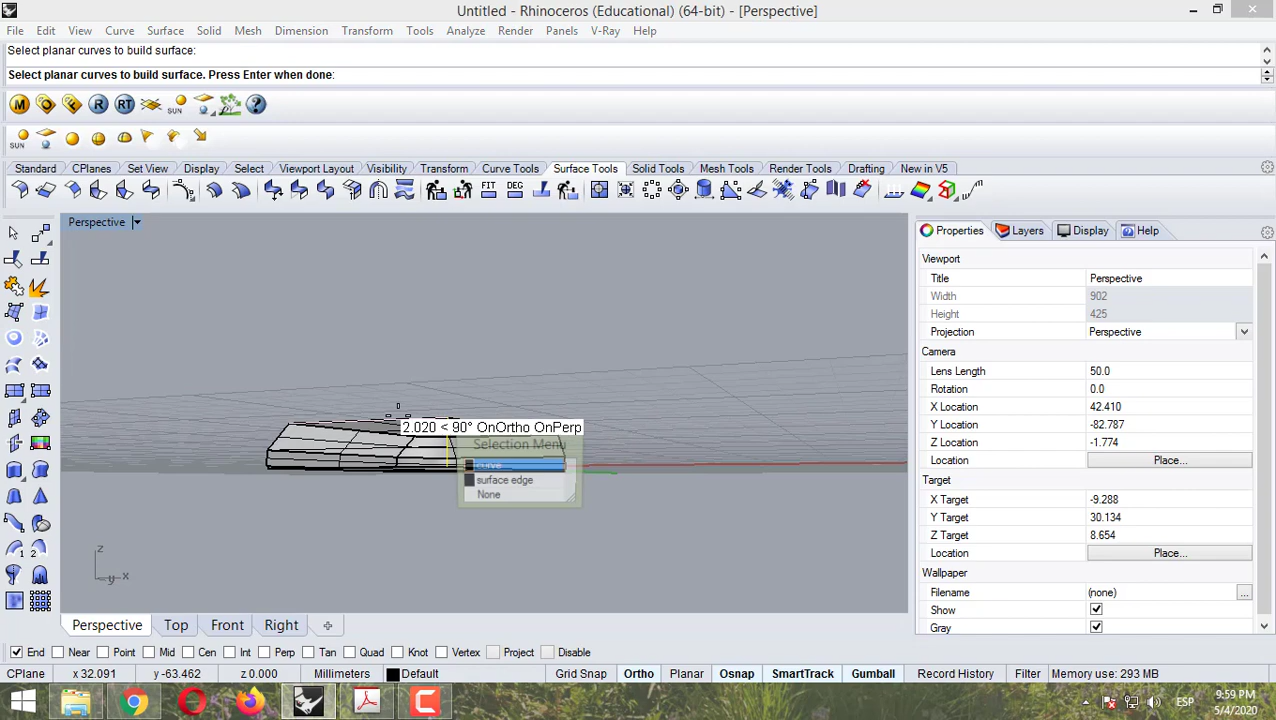 Untitled - Rhinoceros (Educational) (64-bit) - [Perspective]
File Edit View Curve Surface Solid Mesh Dimension Transform Tools Analyze Render Panels V-Ray Help
Select planar curves to build surface:
Select planar curves to build surface. Press Enter when done:
M O F R RT SUN ?
SUN
Standard CPlanes Set View Display Select Viewport Layout Visibility Transform Curve Tools Surface Tools Solid Tools Mesh Tools Render Tools Drafting New in V5
FIT DEG
Perspective
Properties Layers Display Help
Viewport
Title Perspective
Width 902
Height 425
Projection Perspective
Camera
Lens Length 50.0
Rotation 0.0
X Location 42.410
Y Location -82.787
Z Location -1.774
Location Place...
Target
X Target -9.288
Y Target 30.134
Z Target 8.654
Location Place...
Wallpaper
Filename (none) ...
Show
Gray
2.020 < 90° OnOrtho OnPerp
Selection Menu
curve
surface edge
None
z
y x
Perspective Top Front Right
End Near Point Mid Cen Int Perp Tan Quad Knot Vertex Project Disable
CPlane x 32.091 y -63.462 z 0.000 Millimeters Default Grid Snap Ortho Planar Osnap SmartTrack Gumball Record History Filter Memory use: 293 MB
ESP
9:59 PM
5/4/2020